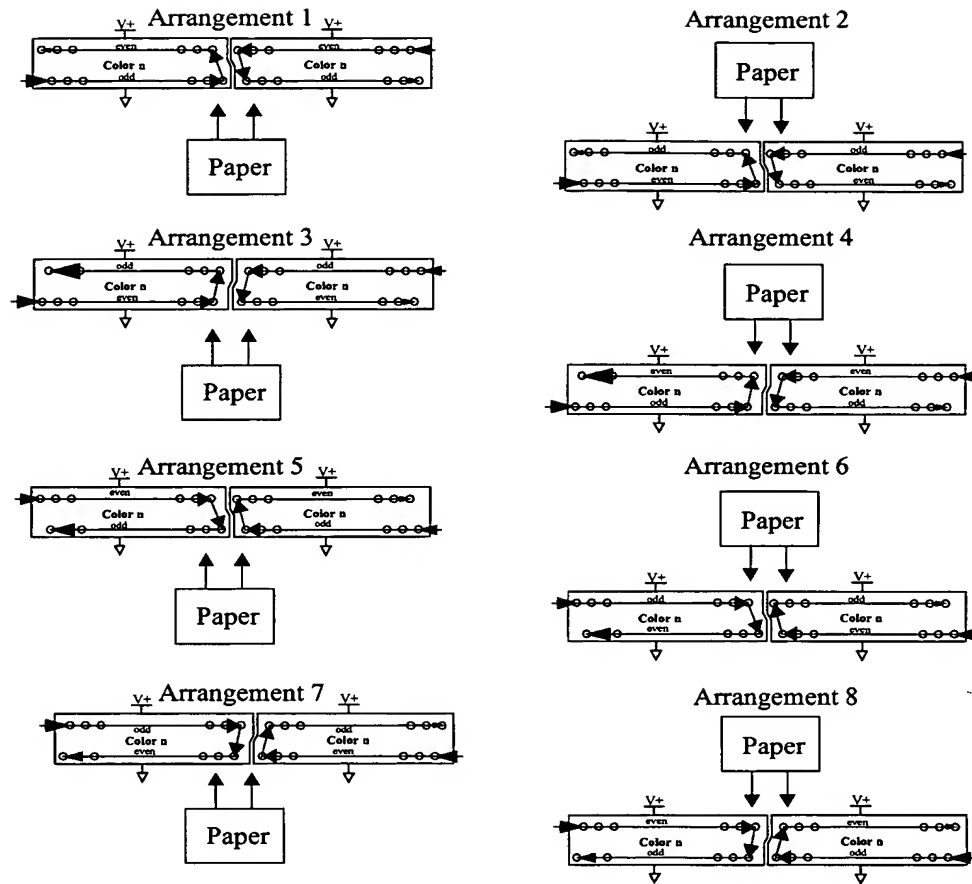 Arrangement 1
V+ V+
even even
Color n Color n
odd odd
Paper
Arrangement 2
Paper
V+ V+
odd odd
Color n Color n
even even
Arrangement 3
V+ V+
odd odd
Color n Color n
even even
Paper
Arrangement 4
Paper
V+ V+
even even
Color n Color n
odd odd
Arrangement 5
V+ V+
even even
Color n Color n
odd odd
Paper
Arrangement 6
Paper
V+ V+
odd odd
Color n Color n
even even
Arrangement 7
V+ V+
odd odd
Color n Color n
even even
Paper
Arrangement 8
Paper
V+ V+
even even
Color n Color n
odd odd